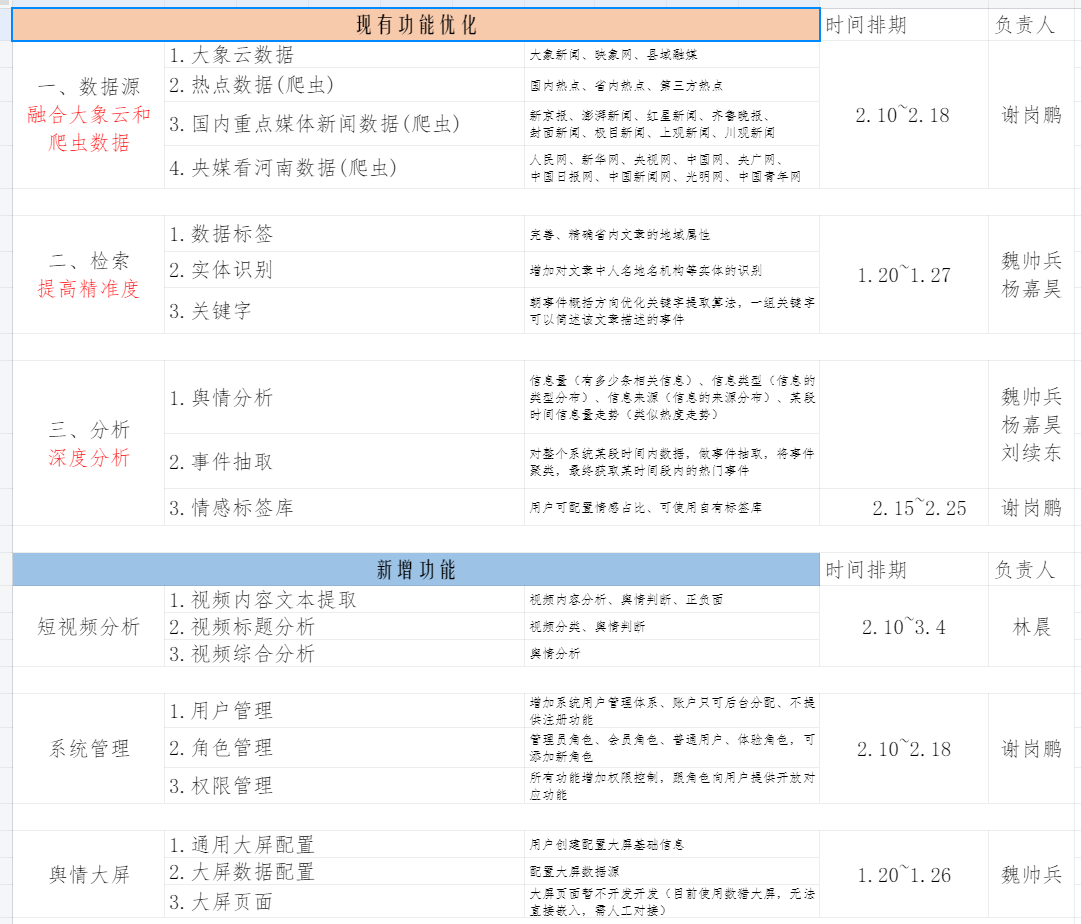 现有功能优化 时间排期 负责人
一、数据源
融合大象云和
爬虫数据
1.大象云数据 大象新闻、映象网、县域融媒
2.热点数据(爬虫) 国内热点、省内热点、第三方热点
3.国内重点媒体新闻数据(爬虫) 新京报、澎湃新闻、红星新闻、齐鲁晚报、
封面新闻、极目新闻、上观新闻、川观新闻
4.央媒看河南数据(爬虫) 人民网、新华网、央视网、中国网、央广网、
中国日报网、中国新闻网、光明网、中国青年网
2.10~2.18 谢岗鹏
二、检索
提高精准度
1.数据标签 完善、精确省内文章的地域属性
2.实体识别 增加对文章中人名地名机构等实体的识别
3.关键字 朝事件概括方向优化关键字提取算法，一组关键字
可以简述该文章描述的事件
1.20~1.27 魏帅兵
杨嘉昊
三、分析
深度分析
1.舆情分析 信息量（有多少条相关信息）、信息类型（信息的
类型分布）、信息来源（信息的来源分布）、某段
时间信息量走势（类似热度走势）
2.事件抽取 对整个系统某段时间内数据，做事件抽取，将事件
聚类，最终获取某时间段内的热门事件
魏帅兵
杨嘉昊
刘续东
3.情感标签库 用户可配置情感占比、可使用自有标签库 2.15~2.25 谢岗鹏
新增功能 时间排期 负责人
短视频分析
1.视频内容文本提取 视频内容分析、舆情判断、正负面
2.视频标题分析 视频分类、舆情判断
3.视频综合分析 舆情分析
2.10~3.4 林晨
系统管理
1.用户管理 增加系统用户管理体系、账户只可后台分配、不提
供注册功能
2.角色管理 管理员角色、会员角色、普通用户、体验角色，可
添加新角色
3.权限管理 所有功能增加权限控制，跟角色向用户提供开放对
应功能
2.10~2.18 谢岗鹏
舆情大屏
1.通用大屏配置 用户创建配置大屏基础信息
2.大屏数据配置 配置大屏数据源
3.大屏页面 大屏页面暂不开发开发（目前使用数猎大屏，无法
直接嵌入，需人工对接）
1.20~1.26 魏帅兵